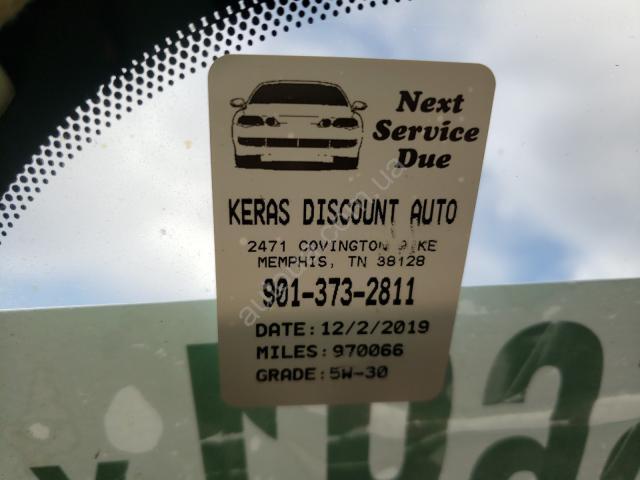 Next
Service
Due
KERAS DISCOUNT AUTO
2471 COVINGTON PIKE
MEMPHIS, TN 38128
901-373-2811
DATE: 12/2/2019
MILES: 970066
GRADE: 5W-30